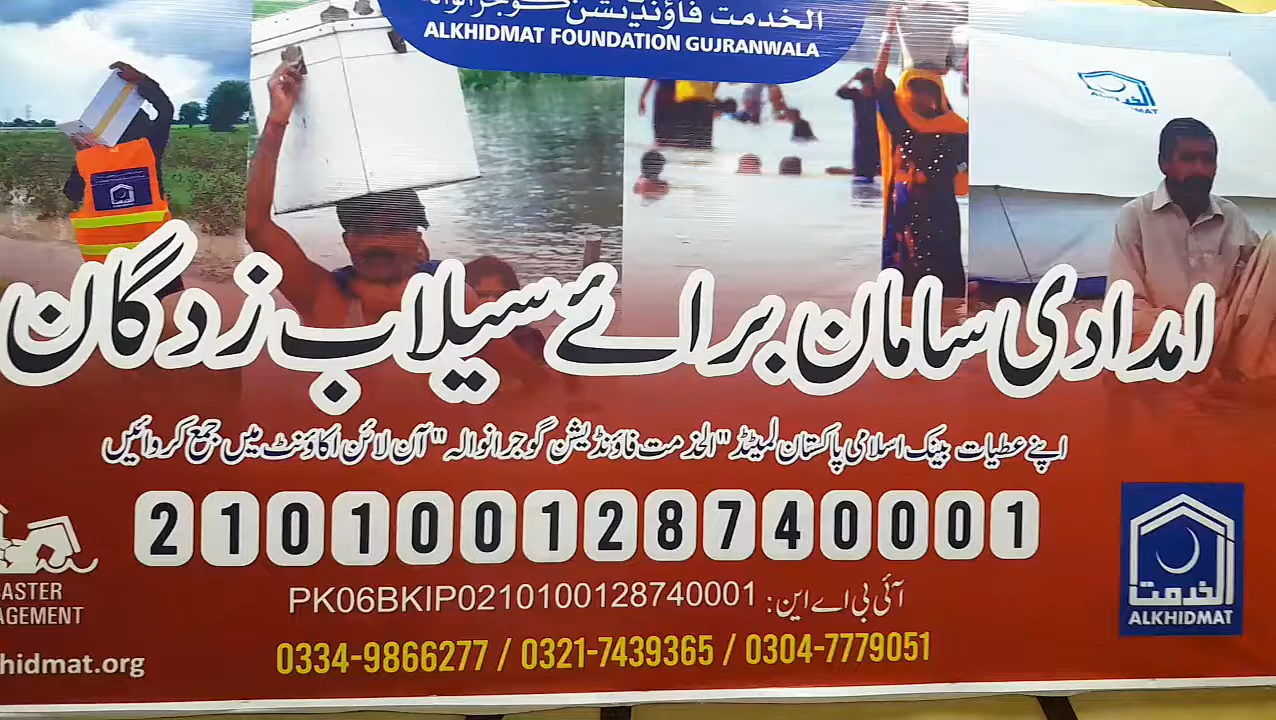 الخدمت فاؤنڈیشن گوجرانوالہ
ALKHIDMAT FOUNDATION GUJRANWALA
امدادی سامان برائے سیلاب زدگان
اپنے عطیات بینک اسلامی پاکستان لمیٹڈ "الخدمت فاؤنڈیشن گوجرانوالہ" آن لائن اکاؤنٹ میں جمع کروائیں
210100128740001
آئی بی اے این: PK06BKIP0210100128740001
0334-9866277 / 0321-7439365 / 0304-7779051
ASTER
AGEMENT
hidmat.org
الخدمت
ALKHIDMAT
الخدمت